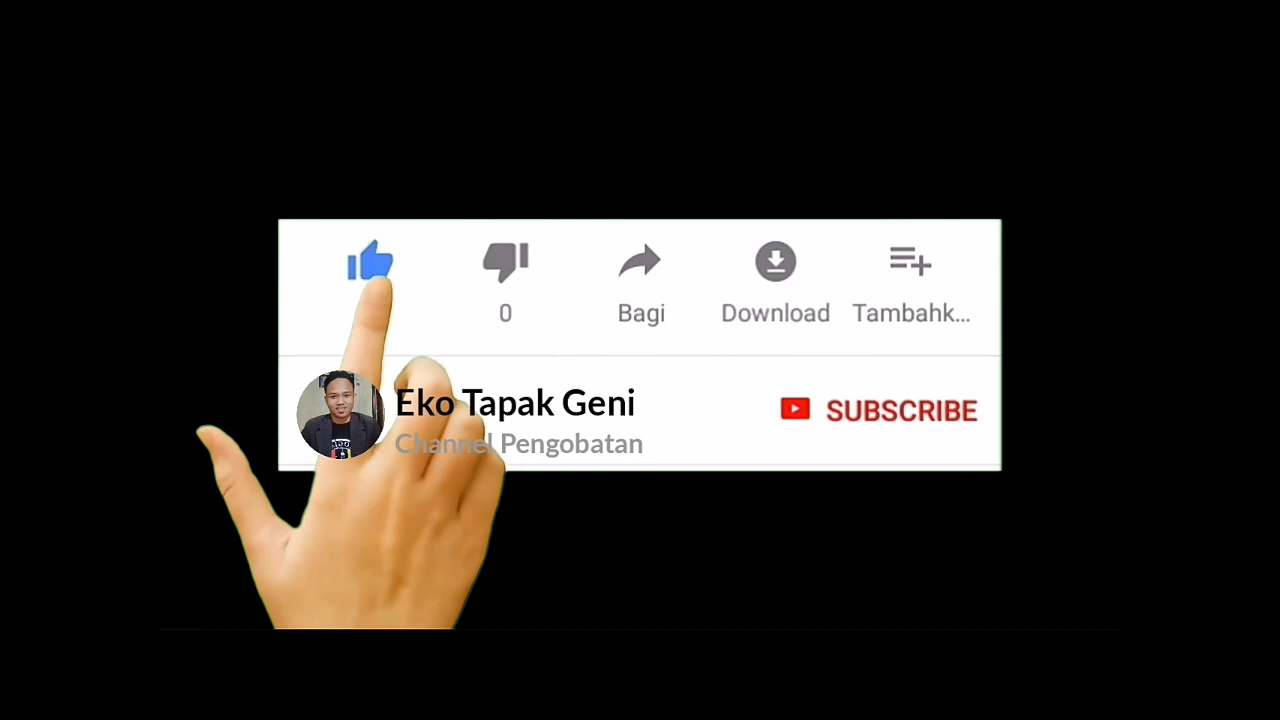 0 Bagi Download Tambahk...
Eko Tapak Geni
SUBSCRIBE
Channel Pengobatan